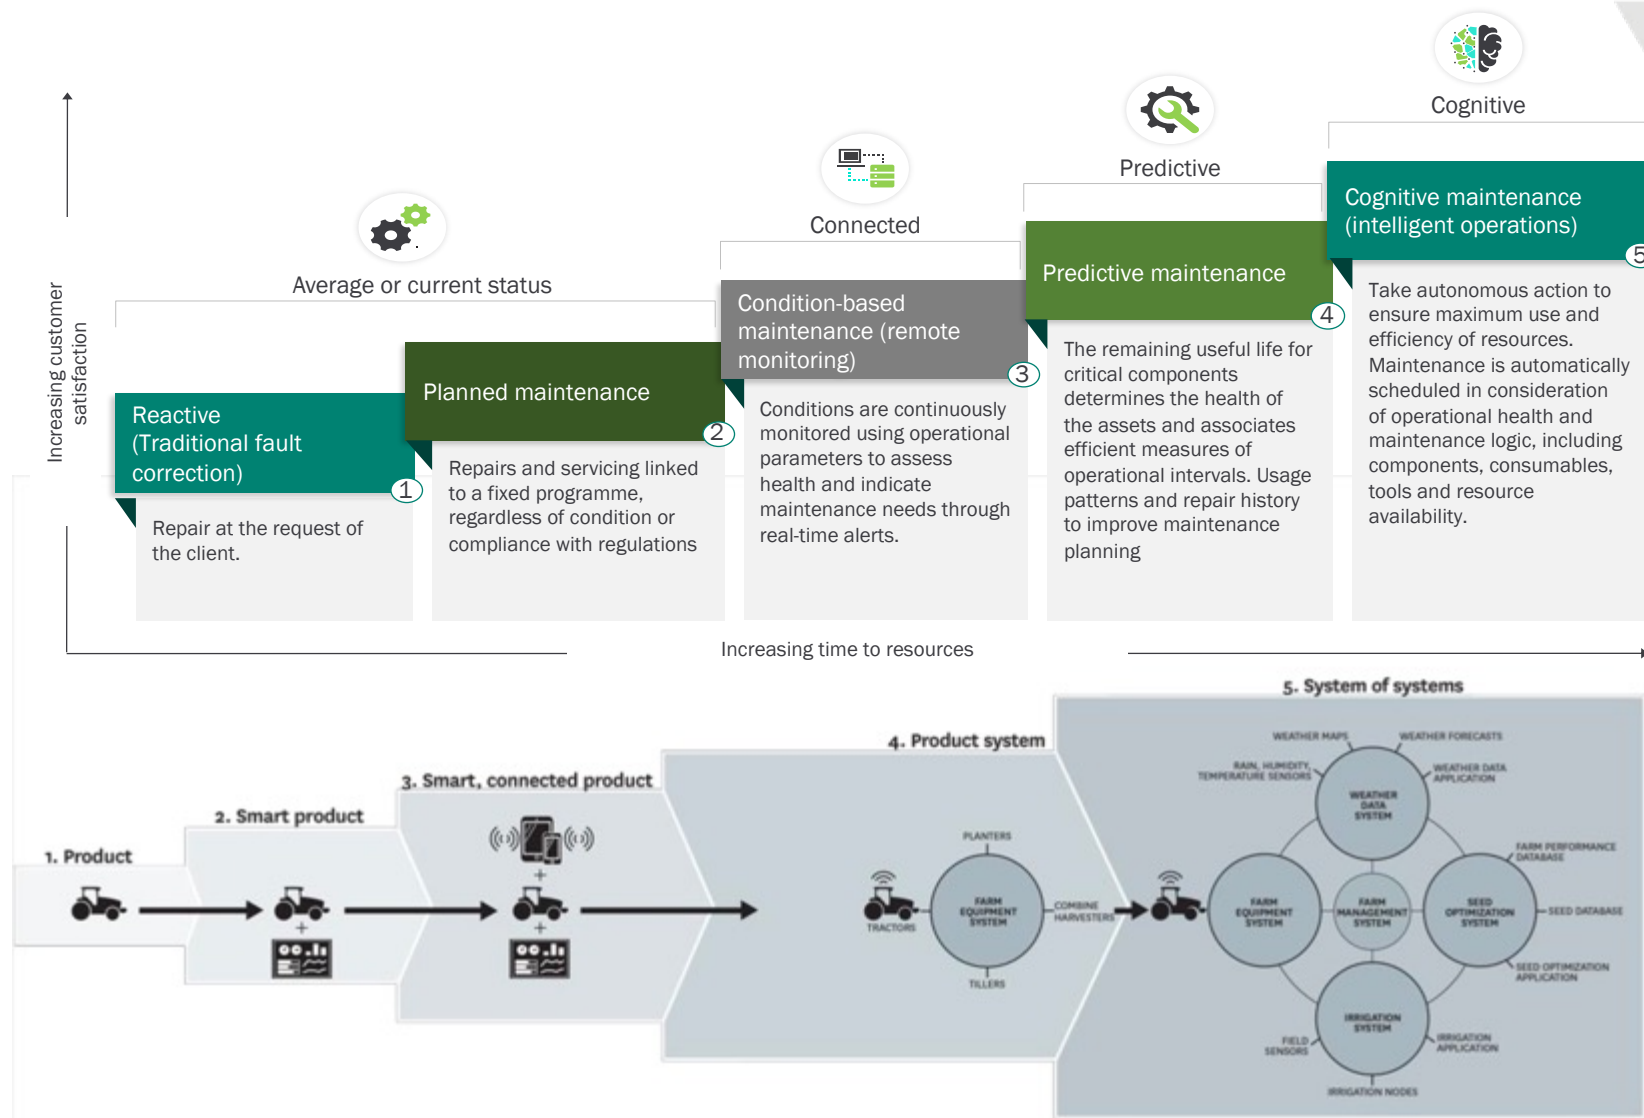 Cognitive
Predictive
Connected
Average or current status
Increasing customer
satisfaction
Reactive
(Traditional fault
correction)
1
Repair at the request of
the client.
Planned maintenance
2
Repairs and servicing linked
to a fixed programme,
regardless of condition or
compliance with regulations
Condition-based
maintenance (remote
monitoring)
3
Conditions are continuously
monitored using operational
parameters to assess
health and indicate
maintenance needs through
real-time alerts.
Predictive maintenance
4
The remaining useful life for
critical components
determines the health of
the assets and associates
efficient measures of
operational intervals. Usage
patterns and repair history
to improve maintenance
planning
Cognitive maintenance
(intelligent operations)
5
Take autonomous action to
ensure maximum use and
efficiency of resources.
Maintenance is automatically
scheduled in consideration
of operational health and
maintenance logic, including
components, consumables,
tools and resource
availability.
Increasing time to resources
1. Product
2. Smart product
3. Smart, connected product
4. Product system
PLANTERS
TRACTORS
FARM
EQUIPMENT
SYSTEM
COMBINE
HARVESTERS
TILLERS
5. System of systems
WEATHER MAPS
WEATHER FORECASTS
RAIN, HUMIDITY,
TEMPERATURE SENSORS
WEATHER DATA
APPLICATION
WEATHER
DATA
SYSTEM
FARM PERFORMANCE
DATABASE
FARM
EQUIPMENT
SYSTEM
FARM
MANAGEMENT
SYSTEM
SEED
OPTIMIZATION
SYSTEM
SEED DATABASE
SEED OPTIMIZATION
APPLICATION
IRRIGATION
SYSTEM
FIELD
SENSORS
IRRIGATION
APPLICATION
IRRIGATION NODES